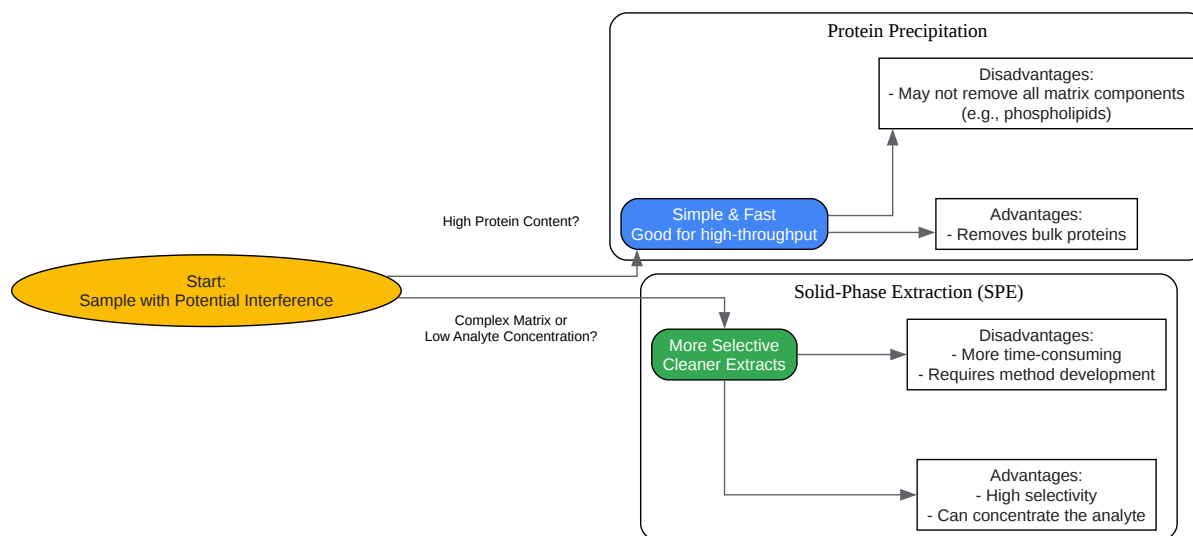 Protein Precipitation
Disadvantages:
- May not remove all matrix components
(e.g., phospholipids)
High Protein Content?
Simple & Fast
Good for high-throughput
Advantages:
- Removes bulk proteins
Start:
Sample with Potential Interference
Solid-Phase Extraction (SPE)
Complex Matrix or
Low Analyte Concentration?
More Selective
Cleaner Extracts
Disadvantages:
- More time-consuming
- Requires method development
Advantages:
- High selectivity
- Can concentrate the analyte